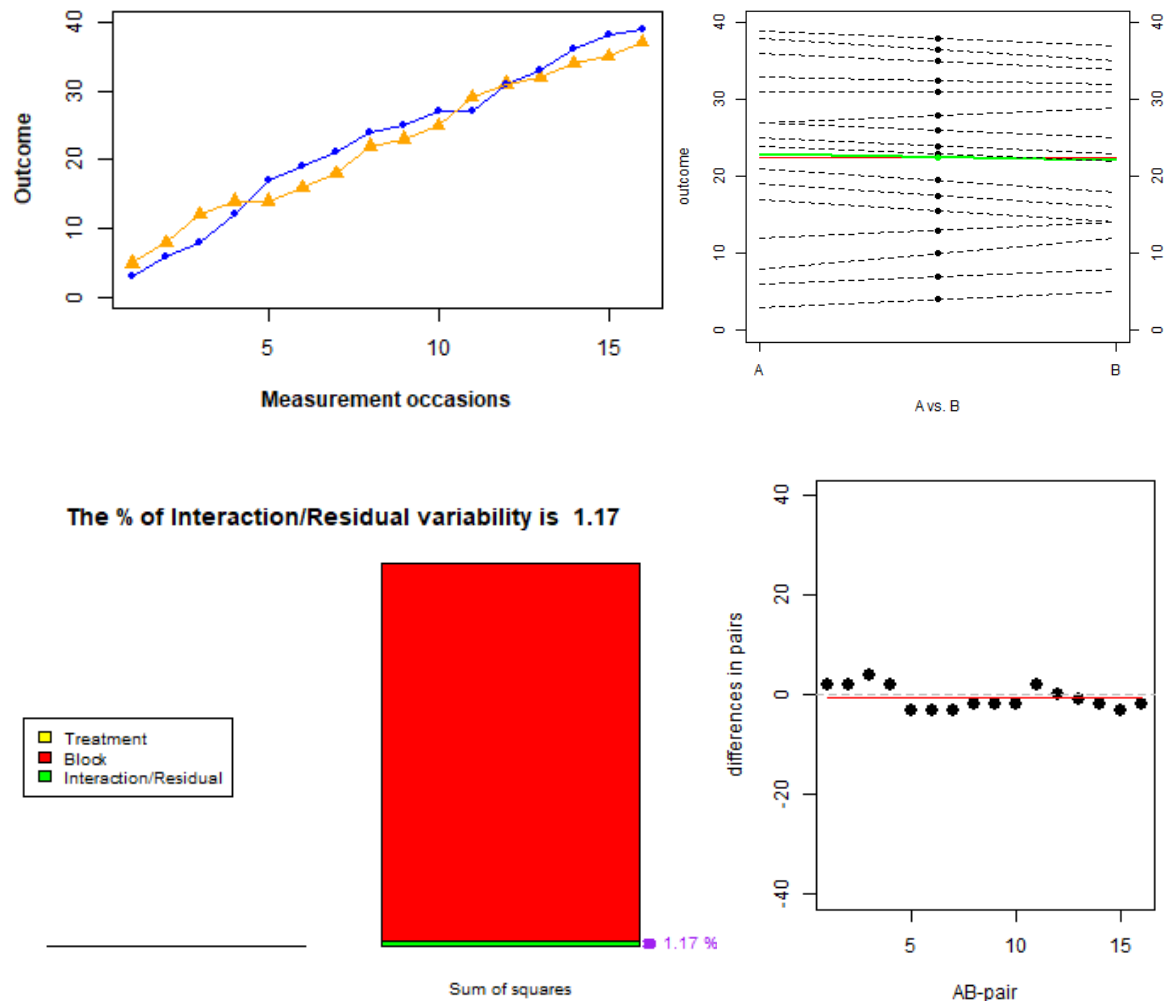 40
30
20
10
0
Outcome
5
10
15
Measurement occasions
40
30
20
10
0
outcome
40
30
20
10
0
A
B
A vs. B
The % of Interaction/Residual variability is 1.17
Treatment
Block
Interaction/Residual
1.17 %
Sum of squares
40
20
0
-20
-40
differences in pairs
5
10
15
AB-pair